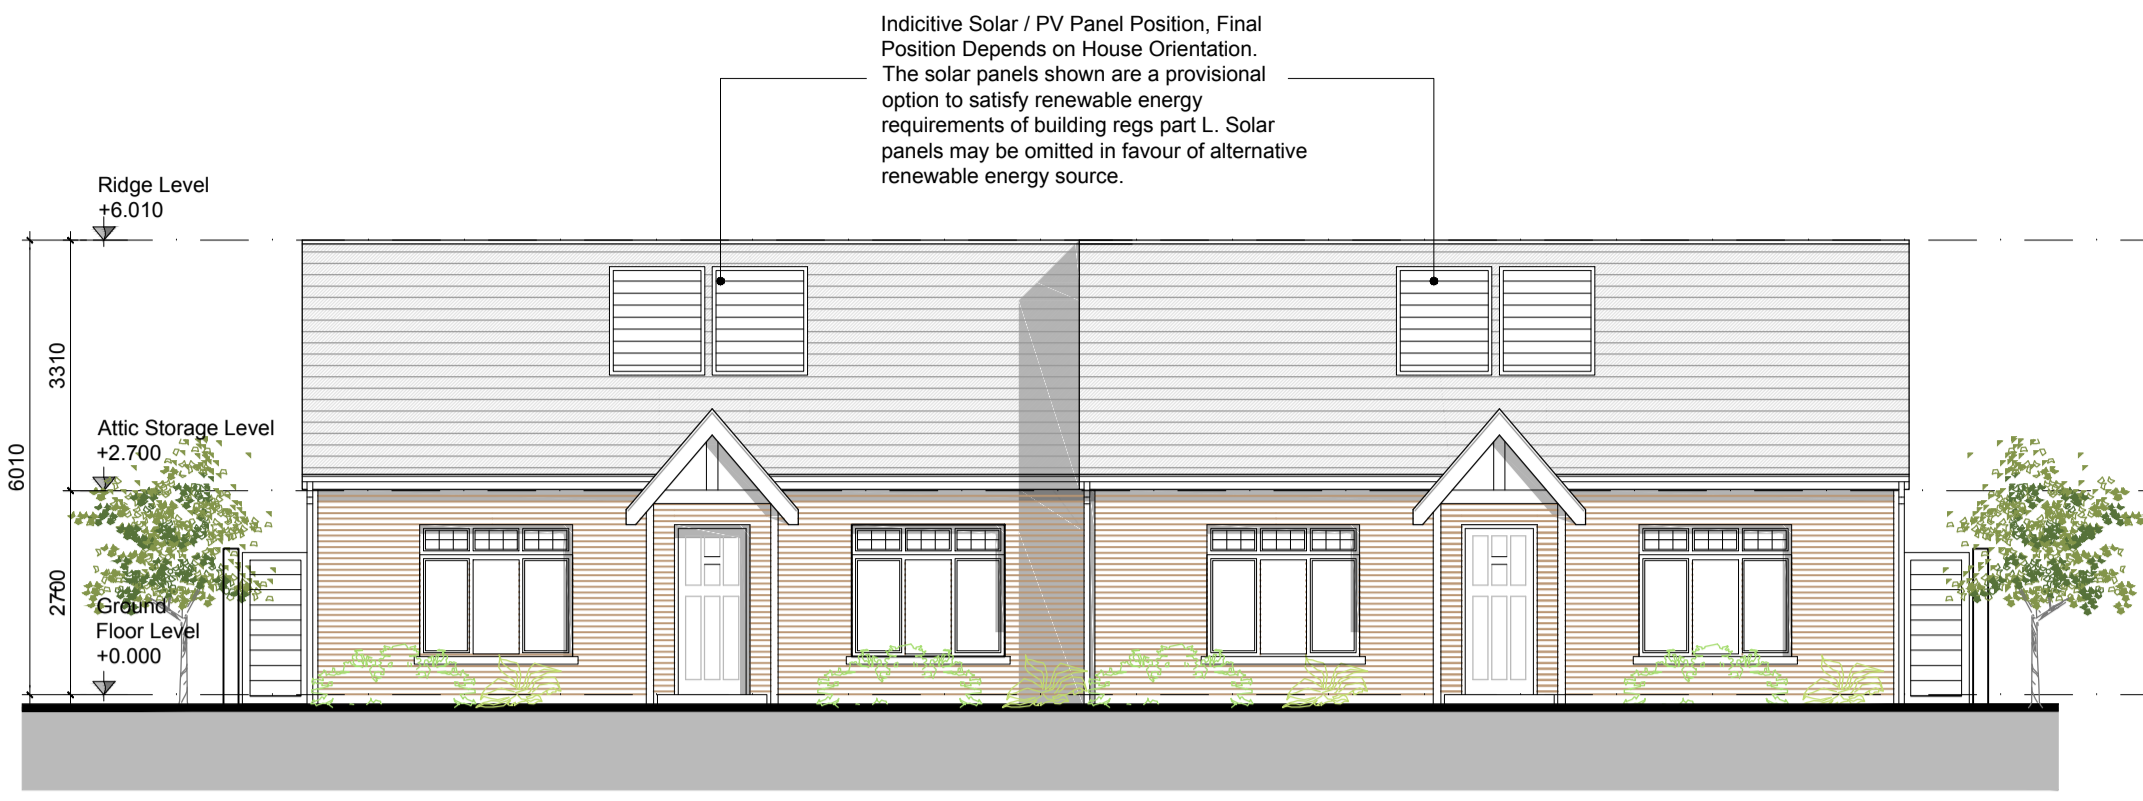 Indicitive Solar / PV Panel Position, Final
Position Depends on House Orientation.
The solar panels shown are a provisional
option to satisfy renewable energy
requirements of building regs part L. Solar
panels may be omitted in favour of alternative
renewable energy source.
Ridge Level
+6.010
3310
Attic Storage Level
+2.700
6010
2700
Ground
Floor Level
+0.000